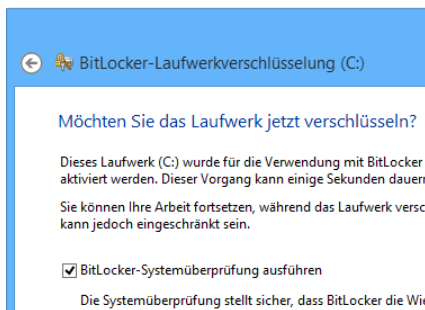 BitLocker-Laufwerkverschlüsselung (C:)
Möchten Sie das Laufwerk jetzt verschlüsseln?
Dieses Laufwerk (C:) wurde für die Verwendung mit BitLocker
aktiviert werden. Dieser Vorgang kann einige Sekunden dauern
Sie können Ihre Arbeit fortsetzen, während das Laufwerk versc
kann jedoch eingeschränkt sein.
BitLocker-Systemüberprüfung ausführen
Die Systemüberprüfung stellt sicher, dass BitLocker die Wie